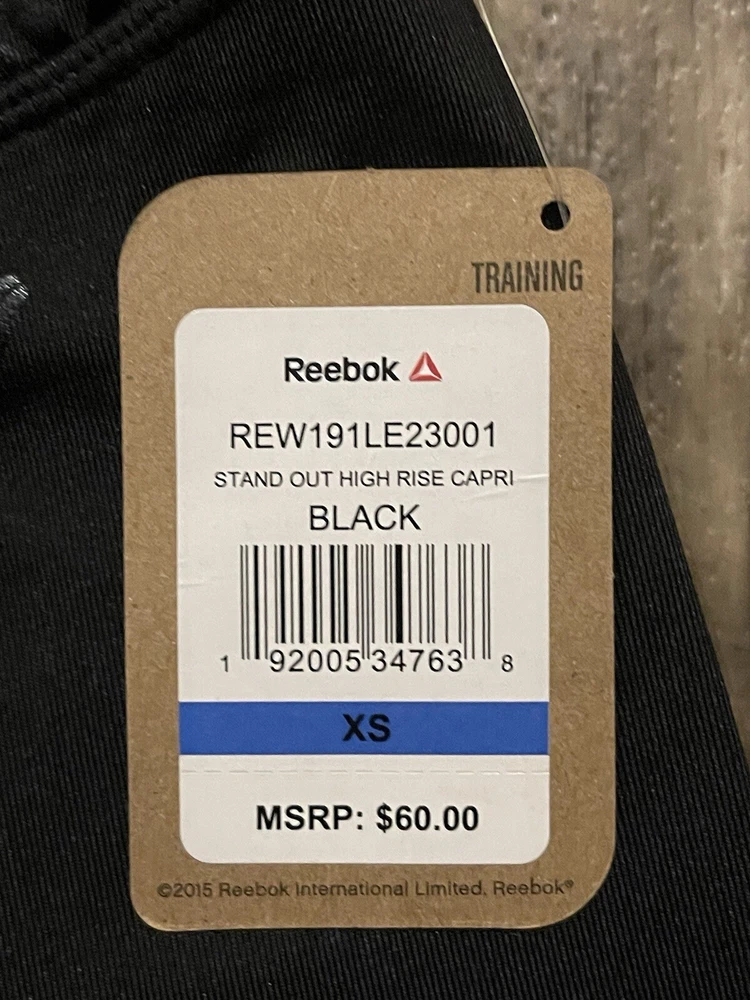 TRAINING
Reebok
REW191LE23001
STAND OUT HIGH RISE CAPRI
BLACK
1 92005 34763 8
XS
MSRP: $60.00
©2015 Reebok International Limited. Reebok®